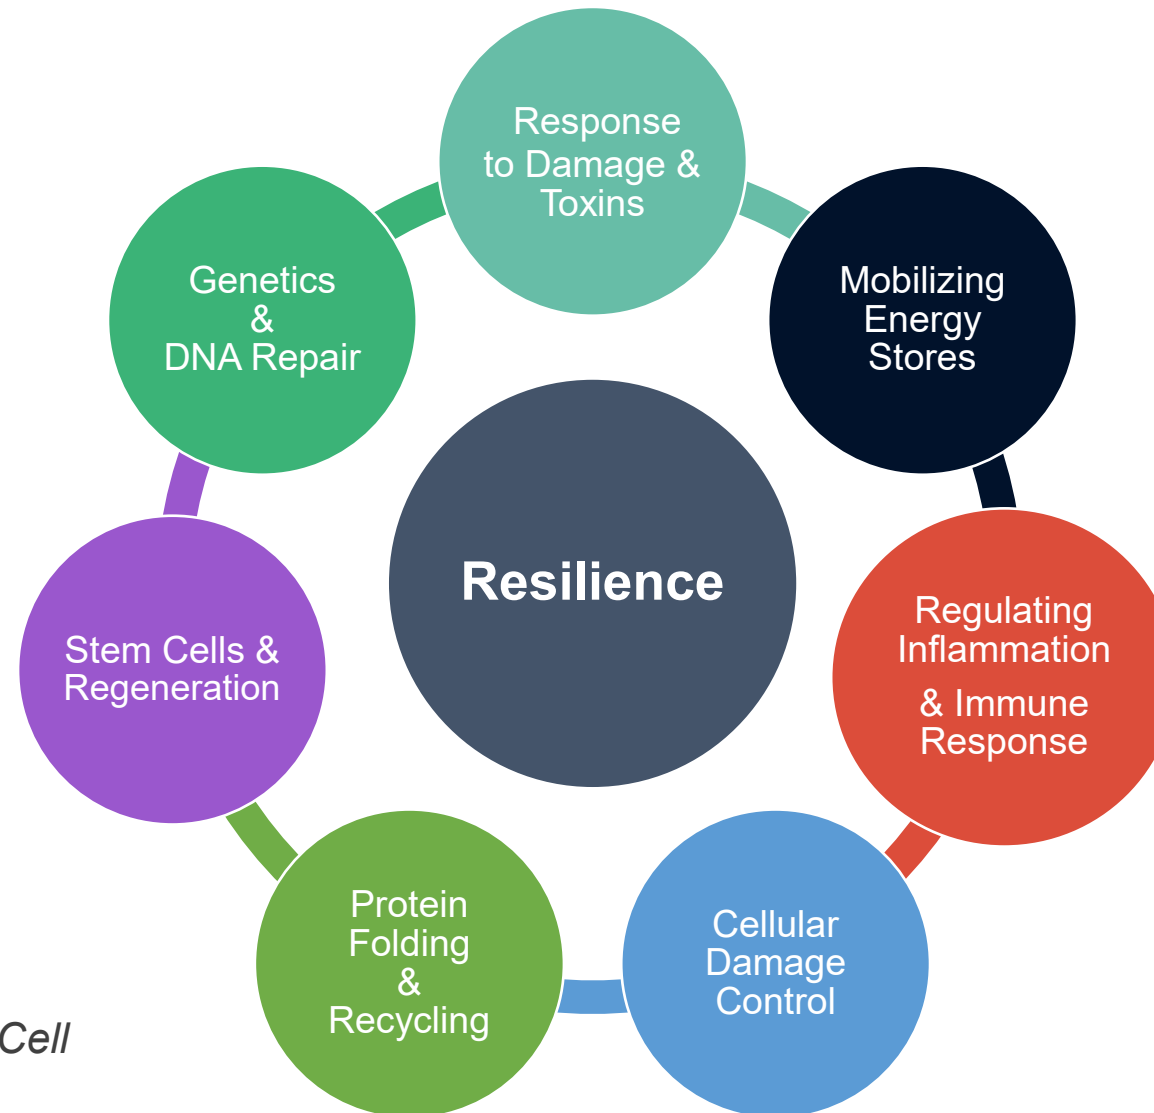 Response
to Damage &
Toxins
Mobilizing
Energy
Stores
Regulating
Inflammation
& Immune
Response
Cellular
Damage
Control
Protein
Folding
&
Recycling
Stem Cells &
Regeneration
Genetics
&
DNA Repair
Resilience
Cell